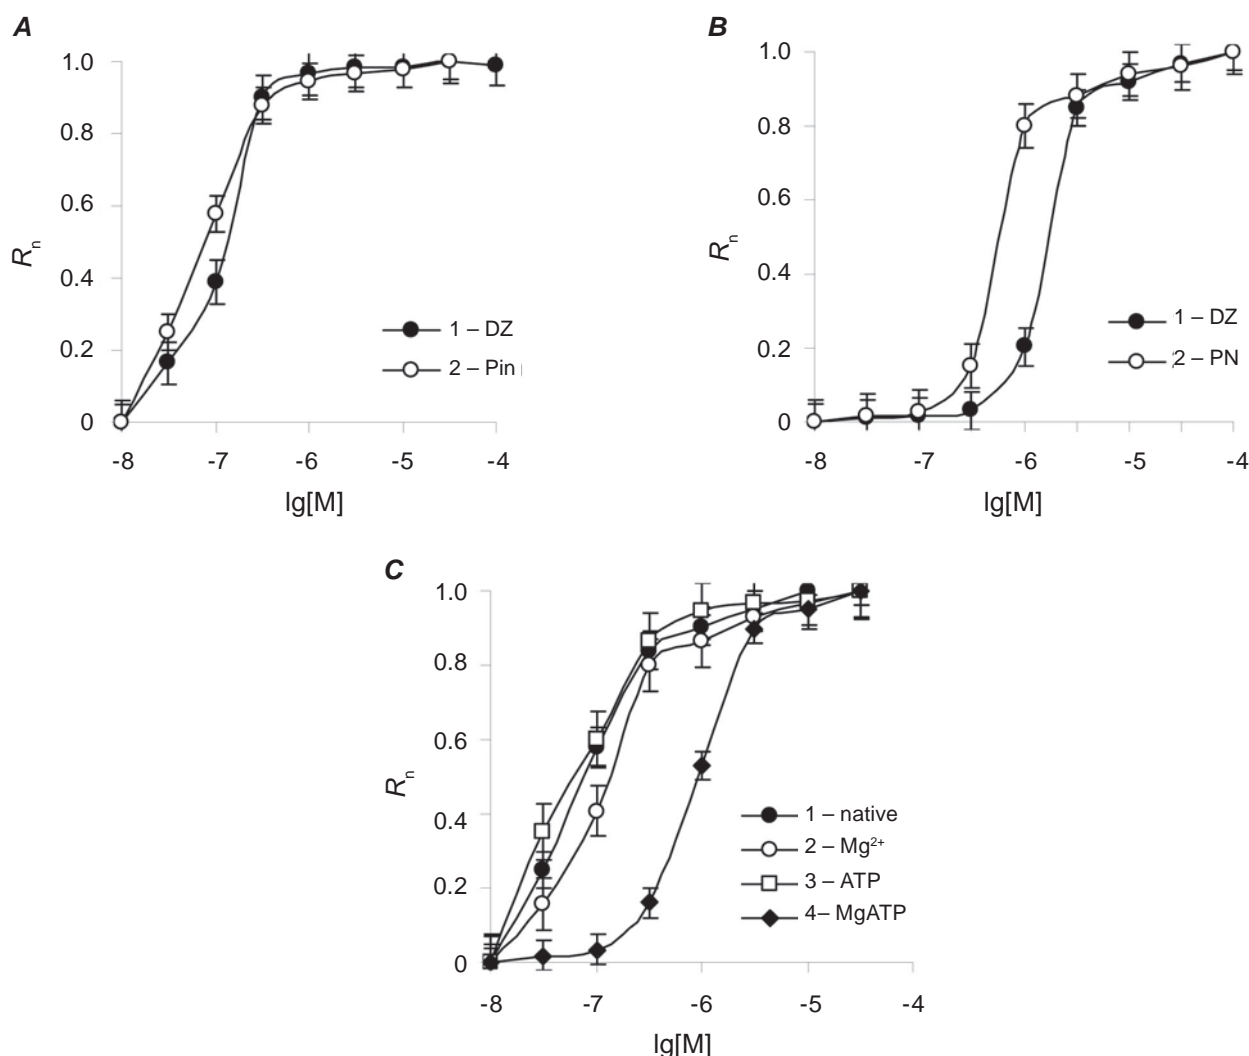 A
1.0
0.8
0.6
0.4
0.2
0
-8 -7 -6 -5 -4
lg[M]
Rn
1 – DZ
2 – Pin
B
1.0
0.8
0.6
0.4
0.2
0
-8 -7 -6 -5 -4
lg[M]
Rn
1 – DZ
2 – PN
C
1.0
0.8
0.6
0.4
0.2
0
-8 -7 -6 -5 -4
lg[M]
Rn
1 – native
2 – Mg²⁺
3 – ATP
4– MgATP